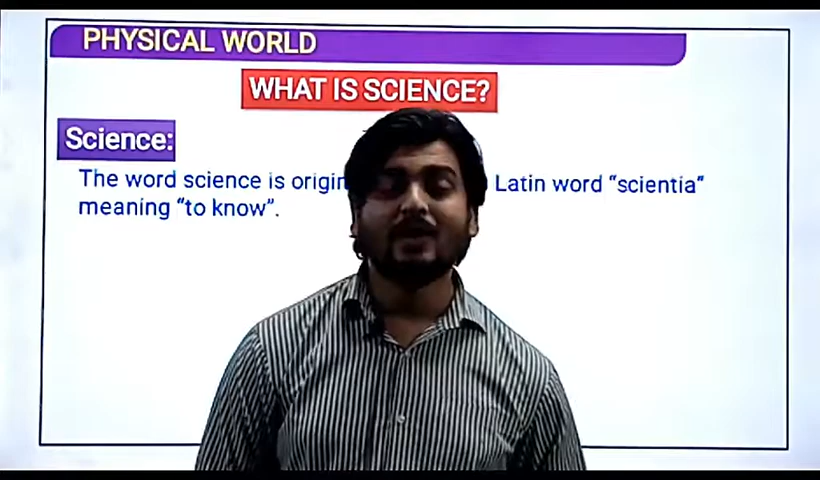 PHYSICAL WORLD
WHAT IS SCIENCE?
Science:
The word science is origin Latin word “scientia”
meaning “to know”.